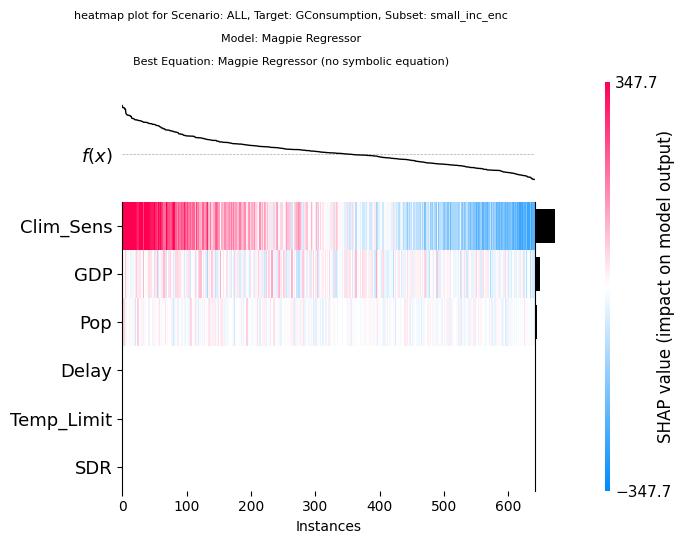 heatmap plot for Scenario: ALL, Target: GConsumption, Subset: small_inc_enc
Model: Magpie Regressor
Best Equation: Magpie Regressor (no symbolic equation)
347.7
f(x)
Clim_Sens
GDP
Pop
Delay
Temp_Limit
SDR
SHAP value (impact on model output)
−347.7
0 100 200 300 400 500 600
Instances